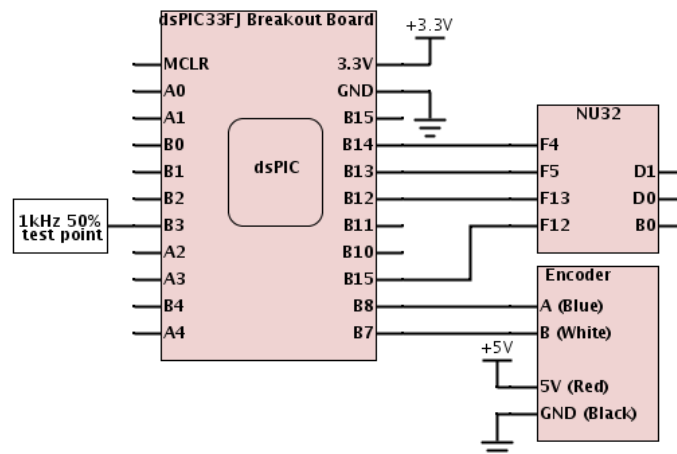 dsPIC33FJ Breakout Board
+3.3V
MCLR
3.3V
A0
GND
A1
B15
B0
B14
B1
B13
B2
B12
B3
B11
A2
B10
A3
B15
B4
B8
A4
B7
dsPIC
1kHz 50%
test point
NU32
F4
F5
D1
F13
D0
F12
B0
Encoder
A (Blue)
B (White)
+5V
5V (Red)
GND (Black)